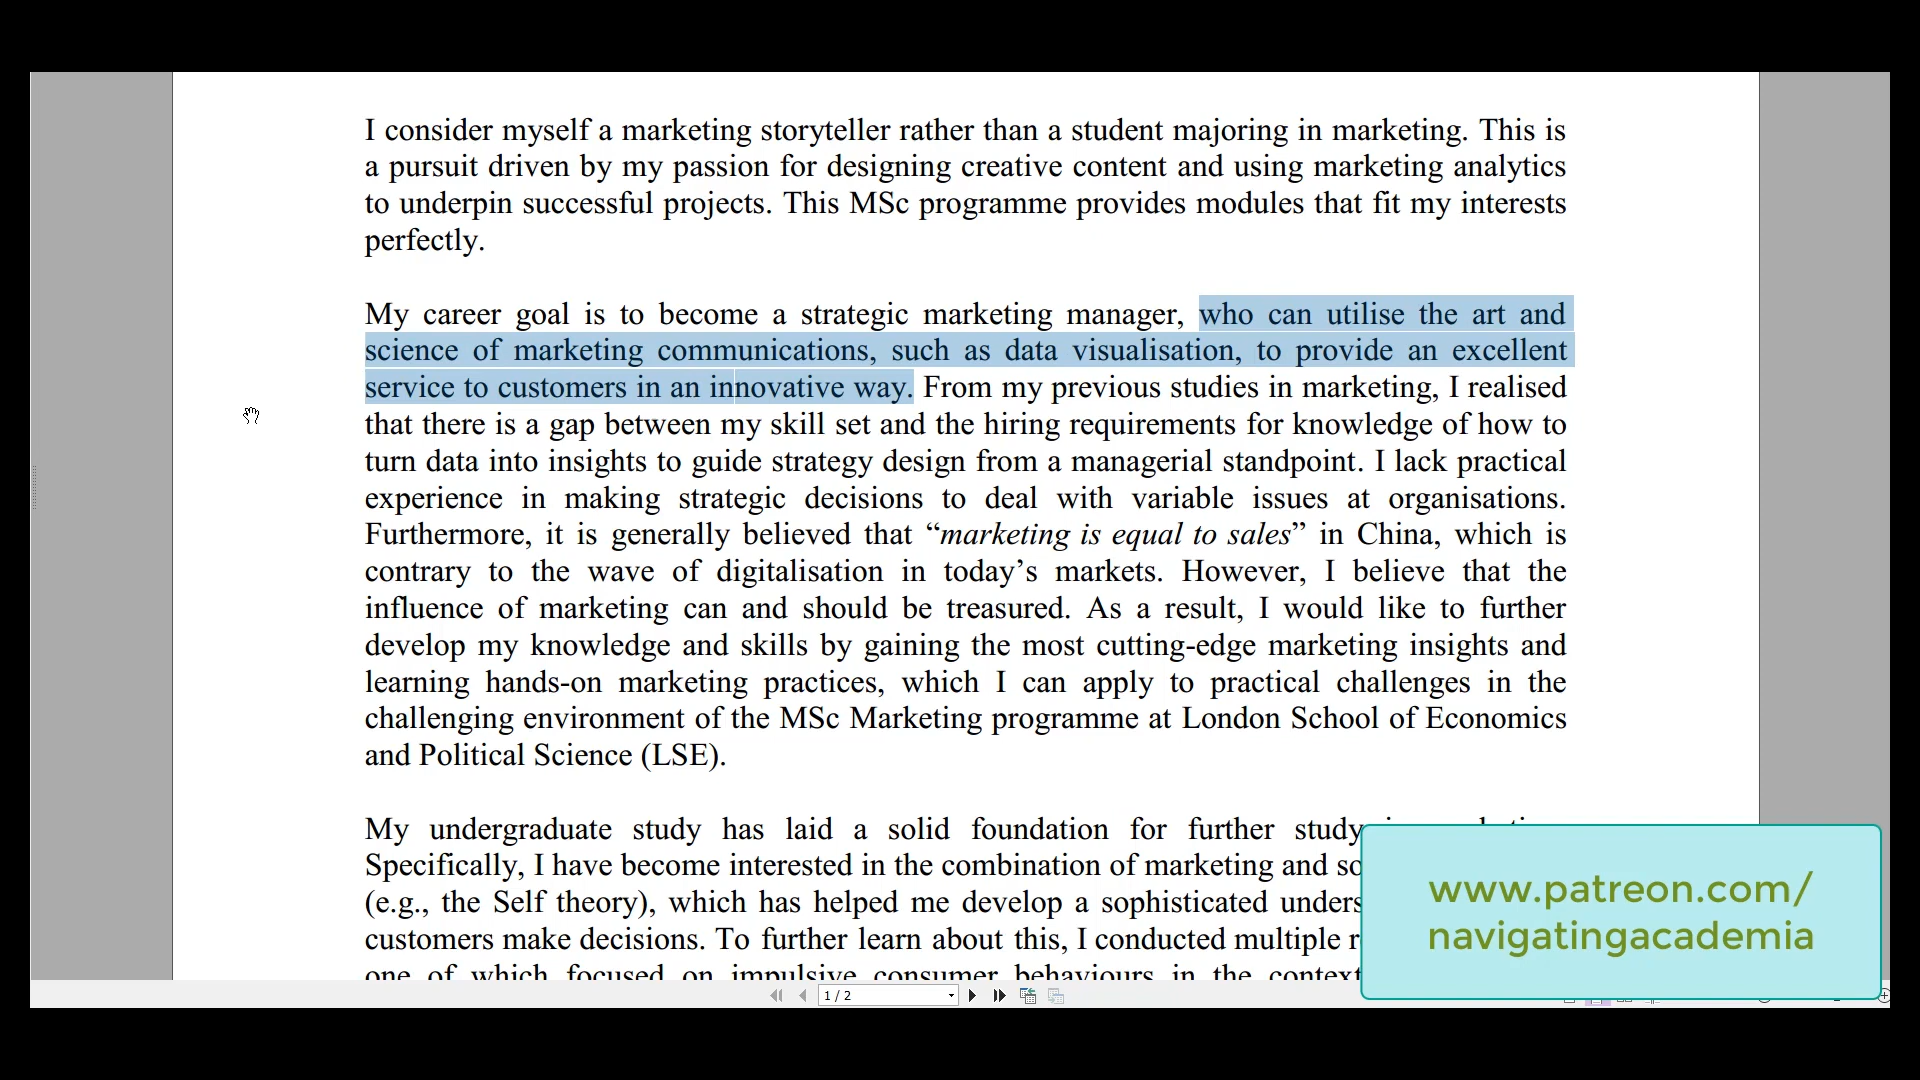 I consider myself a marketing storyteller rather than a student majoring in marketing. This is
a pursuit driven by my passion for designing creative content and using marketing analytics
to underpin successful projects. This MSc programme provides modules that fit my interests
perfectly.
My career goal is to become a strategic marketing manager, who can utilise the art and
science of marketing communications, such as data visualisation, to provide an excellent
service to customers in an innovative way. From my previous studies in marketing, I realised
that there is a gap between my skill set and the hiring requirements for knowledge of how to
turn data into insights to guide strategy design from a managerial standpoint. I lack practical
experience in making strategic decisions to deal with variable issues at organisations.
Furthermore, it is generally believed that “marketing is equal to sales” in China, which is
contrary to the wave of digitalisation in today’s markets. However, I believe that the
influence of marketing can and should be treasured. As a result, I would like to further
develop my knowledge and skills by gaining the most cutting-edge marketing insights and
learning hands-on marketing practices, which I can apply to practical challenges in the
challenging environment of the MSc Marketing programme at London School of Economics
and Political Science (LSE).
My undergraduate study has laid a solid foundation for further study
Specifically, I have become interested in the combination of marketing and
(e.g., the Self theory), which has helped me develop a sophisticated
customers make decisions. To further learn about this, I conducted multiple
one of which focused on impulsive consumer behaviours in the context
www.patreon.com/
navigatingacademia
1 / 2